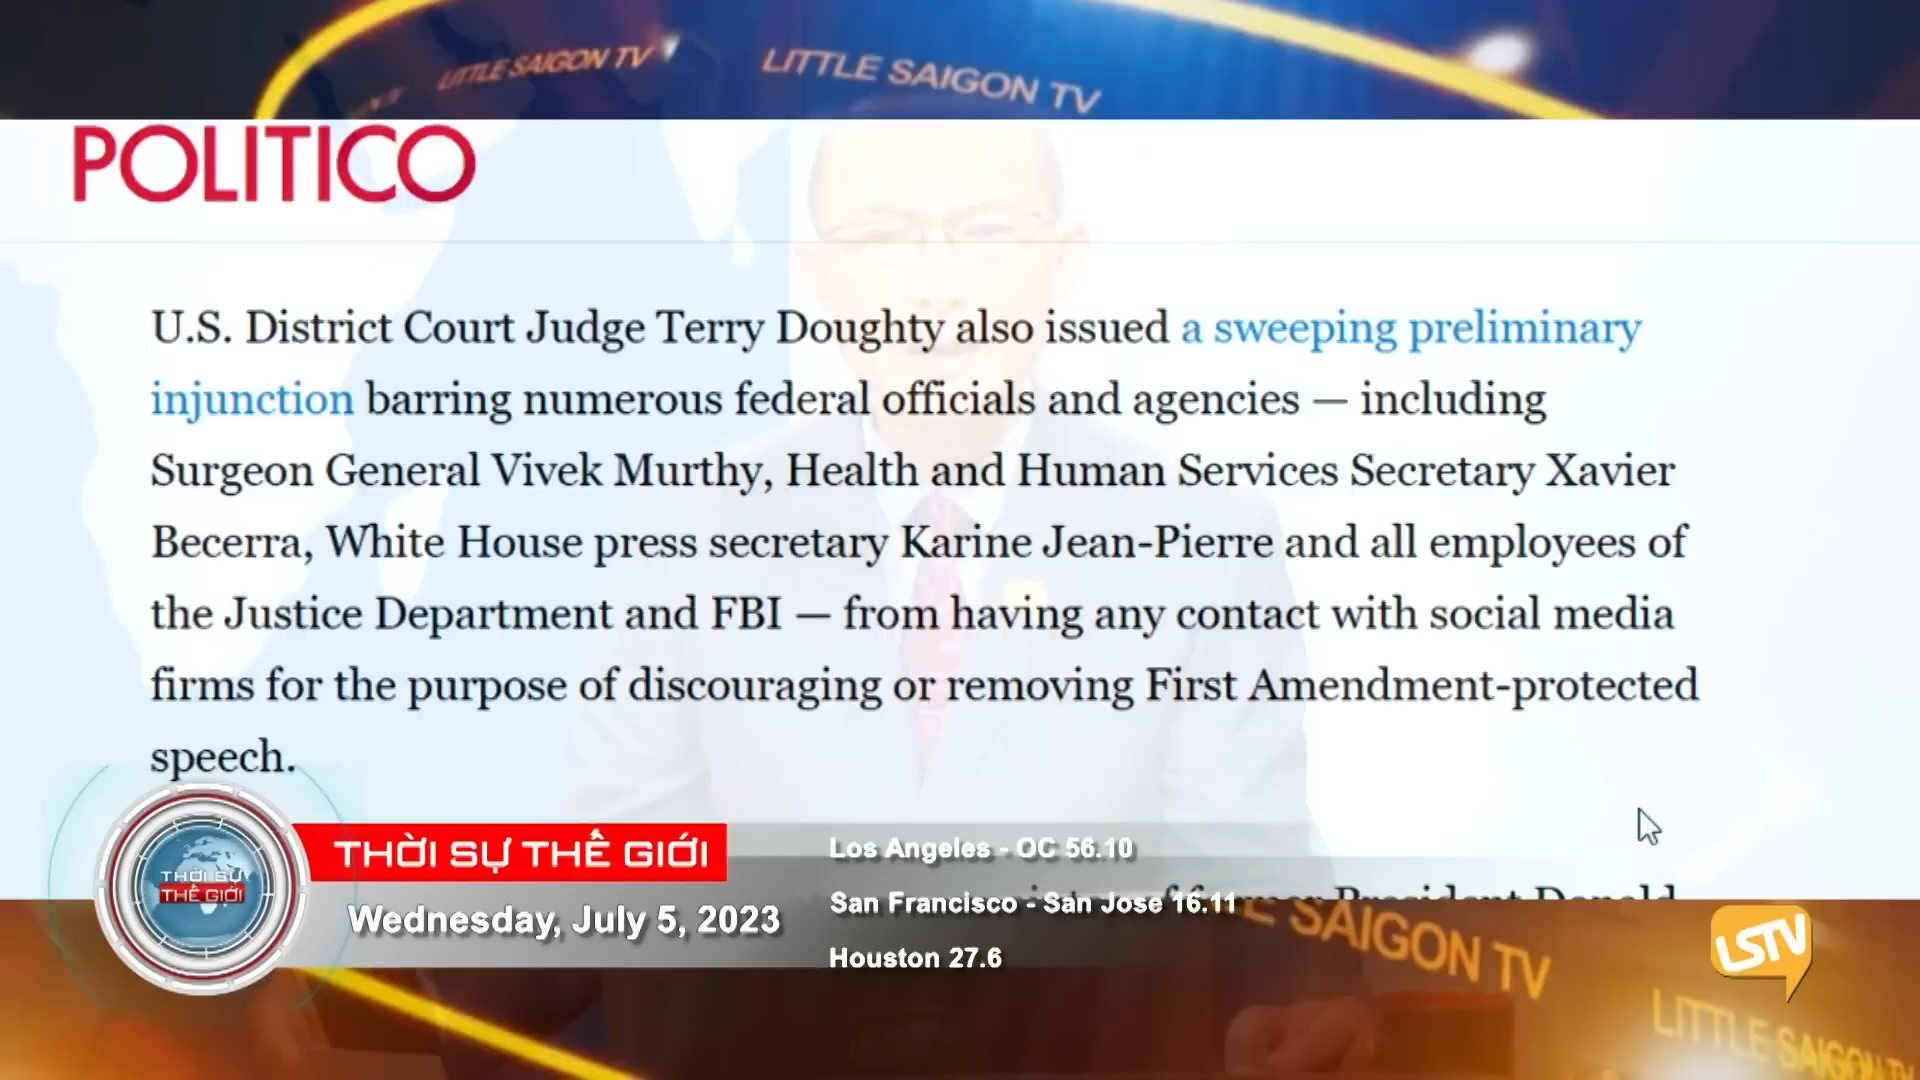 LITTLE SAIGON TV
LITTLE SAIGON TV
POLITICO
U.S. District Court Judge Terry Doughty also issued a sweeping preliminary
injunction barring numerous federal officials and agencies — including
Surgeon General Vivek Murthy, Health and Human Services Secretary Xavier
Becerra, White House press secretary Karine Jean-Pierre and all employees of
the Justice Department and FBI — from having any contact with social media
firms for the purpose of discouraging or removing First Amendment-protected
speech.
THỜI SỰ THẾ GIỚI
THỜI SỰ
THẾ GIỚI
Wednesday, July 5, 2023
Los Angeles - OC 56.10
San Francisco - San Jose 16.11
Houston 27.6
President Donald
SAIGON TV
LSTV
LITTLE SAIGON TV